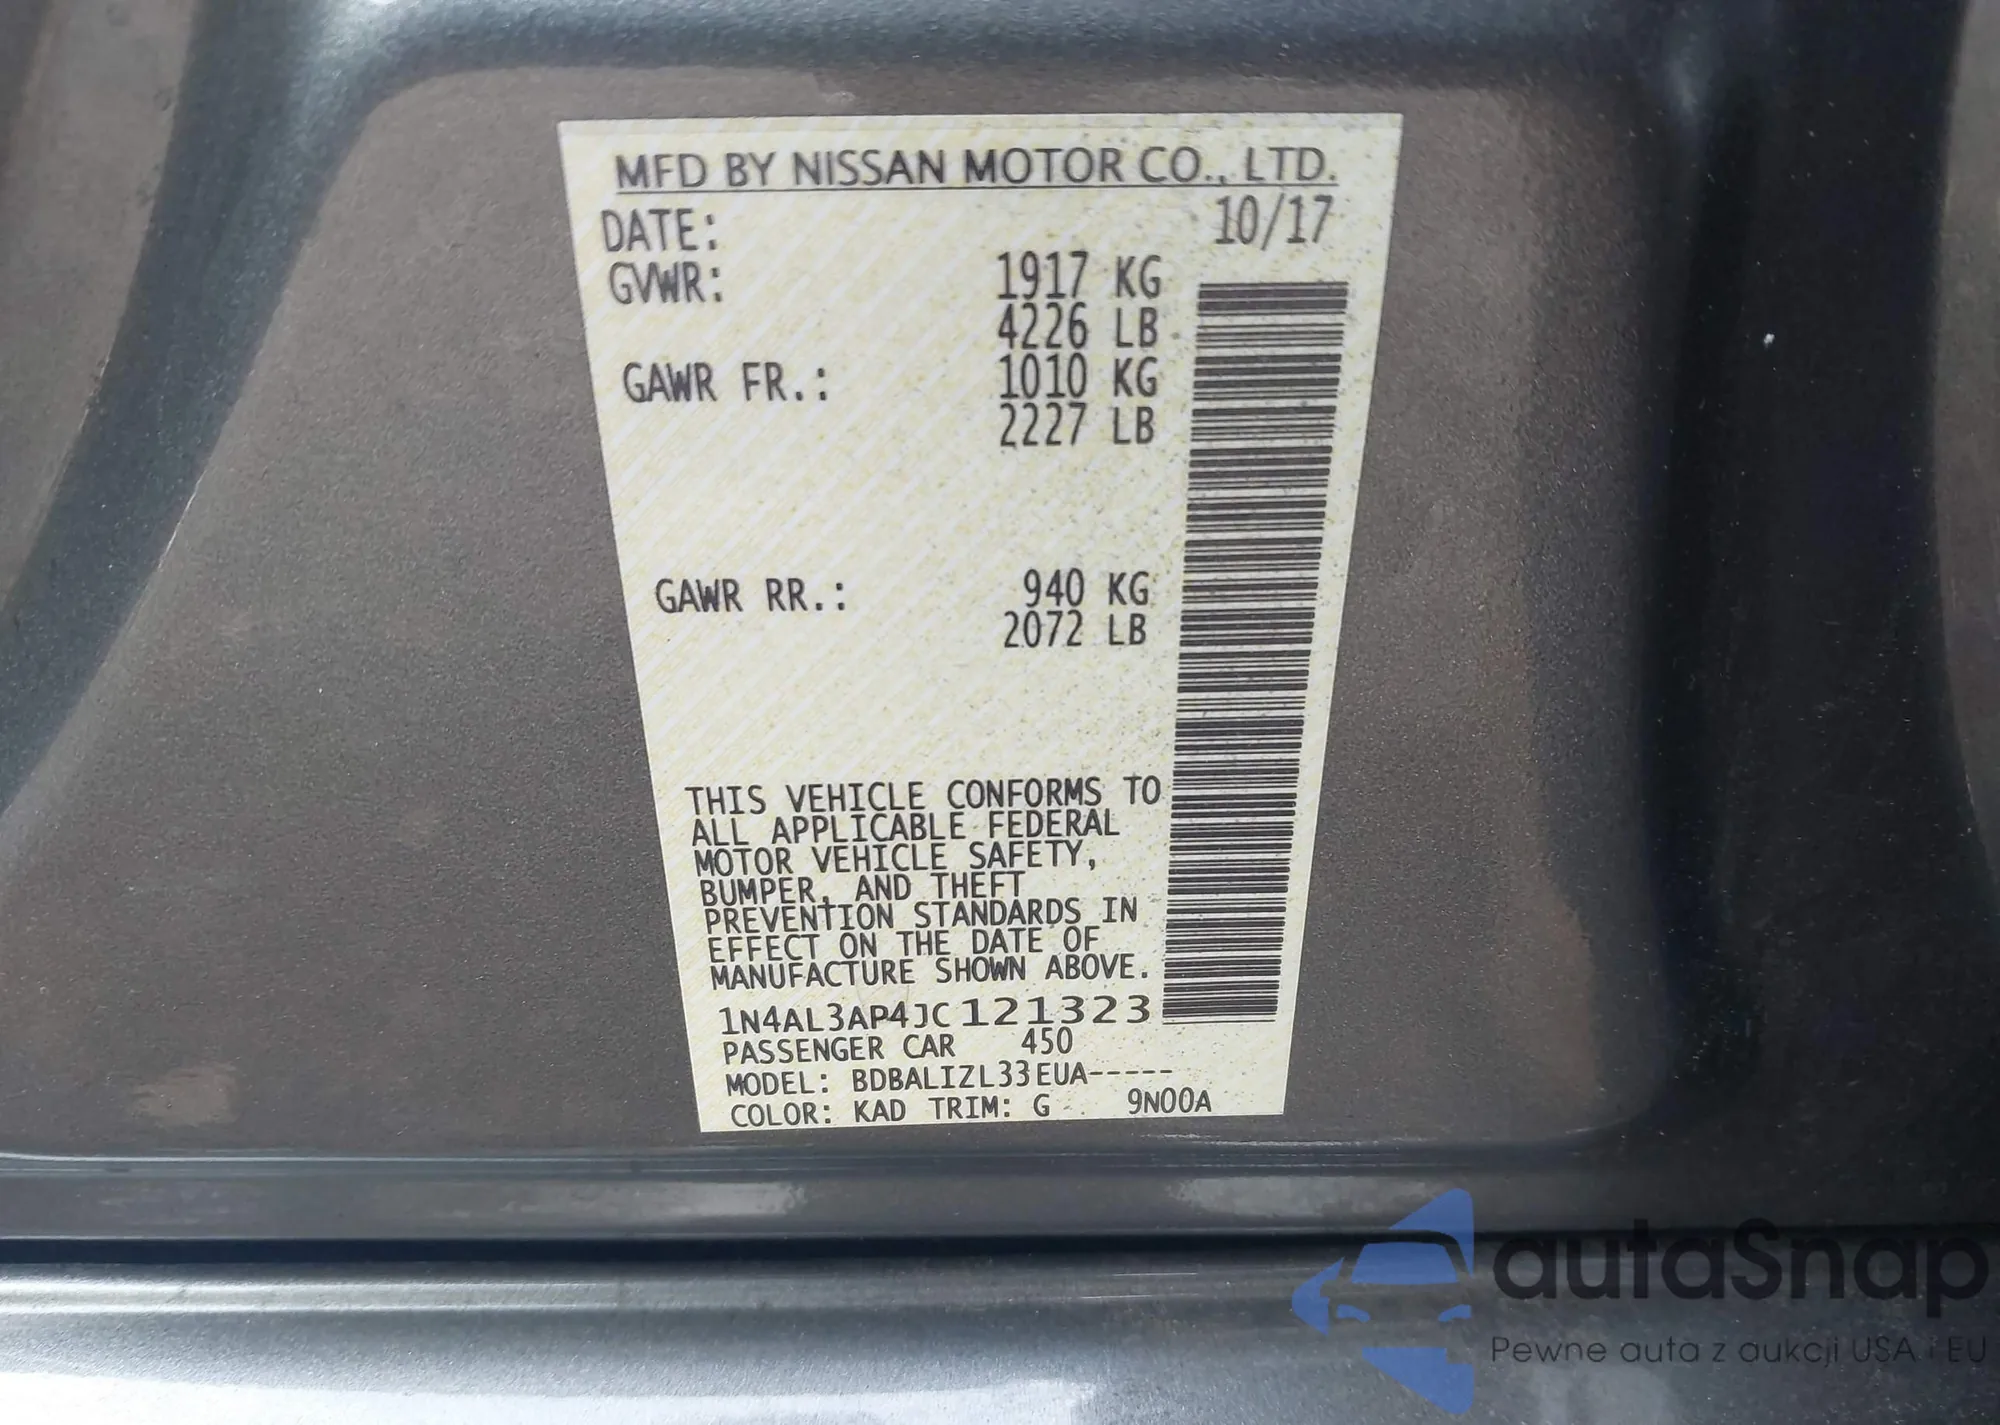 MFD BY NISSAN MOTOR CO., LTD.
DATE: 10/17
GVWR: 1917 KG
4226 LB
GAWR FR.: 1010 KG
2227 LB
GAWR RR.: 940 KG
2072 LB
THIS VEHICLE CONFORMS TO
ALL APPLICABLE FEDERAL
MOTOR VEHICLE SAFETY,
BUMPER, AND THEFT
PREVENTION STANDARDS IN
EFFECT ON THE DATE OF
MANUFACTURE SHOWN ABOVE.
1N4AL3AP4JC121323
PASSENGER CAR 450
MODEL: BDBALIZL33EUA-----
COLOR: KAD TRIM: G 9N00A
autaSnap
Pewne auta z aukcji USA i EU